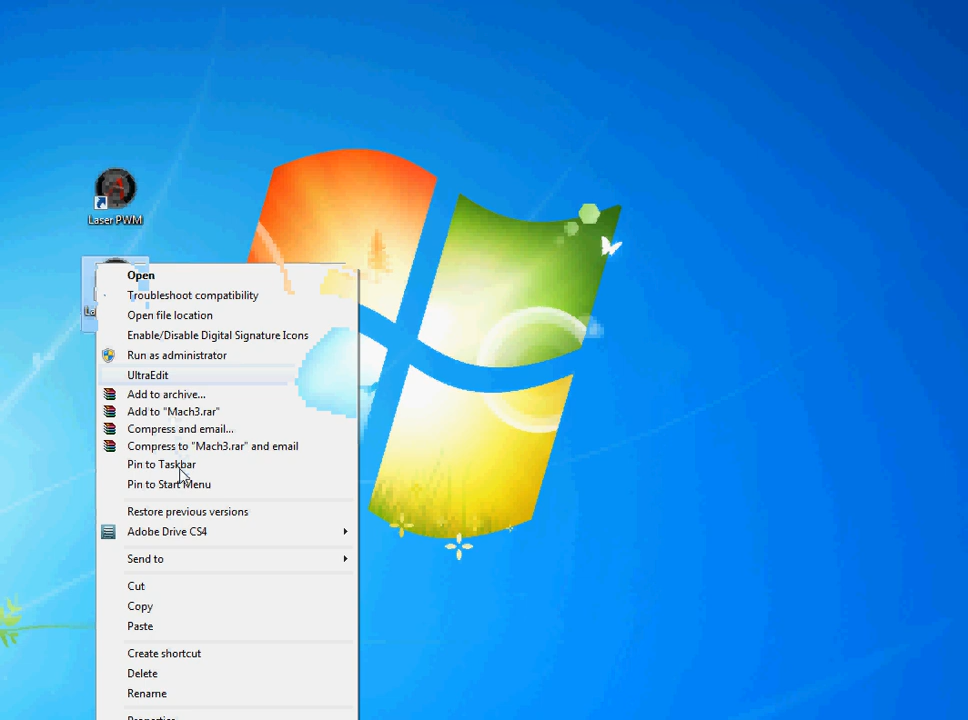 Laser PWM
La
Open
Troubleshoot compatibility
Open file location
Enable/Disable Digital Signature Icons
Run as administrator
UltraEdit
Add to archive...
Add to "Mach3.rar"
Compress and email...
Compress to "Mach3.rar" and email
Pin to Taskbar
Pin to Start Menu
Restore previous versions
Adobe Drive CS4
Send to
Cut
Copy
Paste
Create shortcut
Delete
Rename
Properties